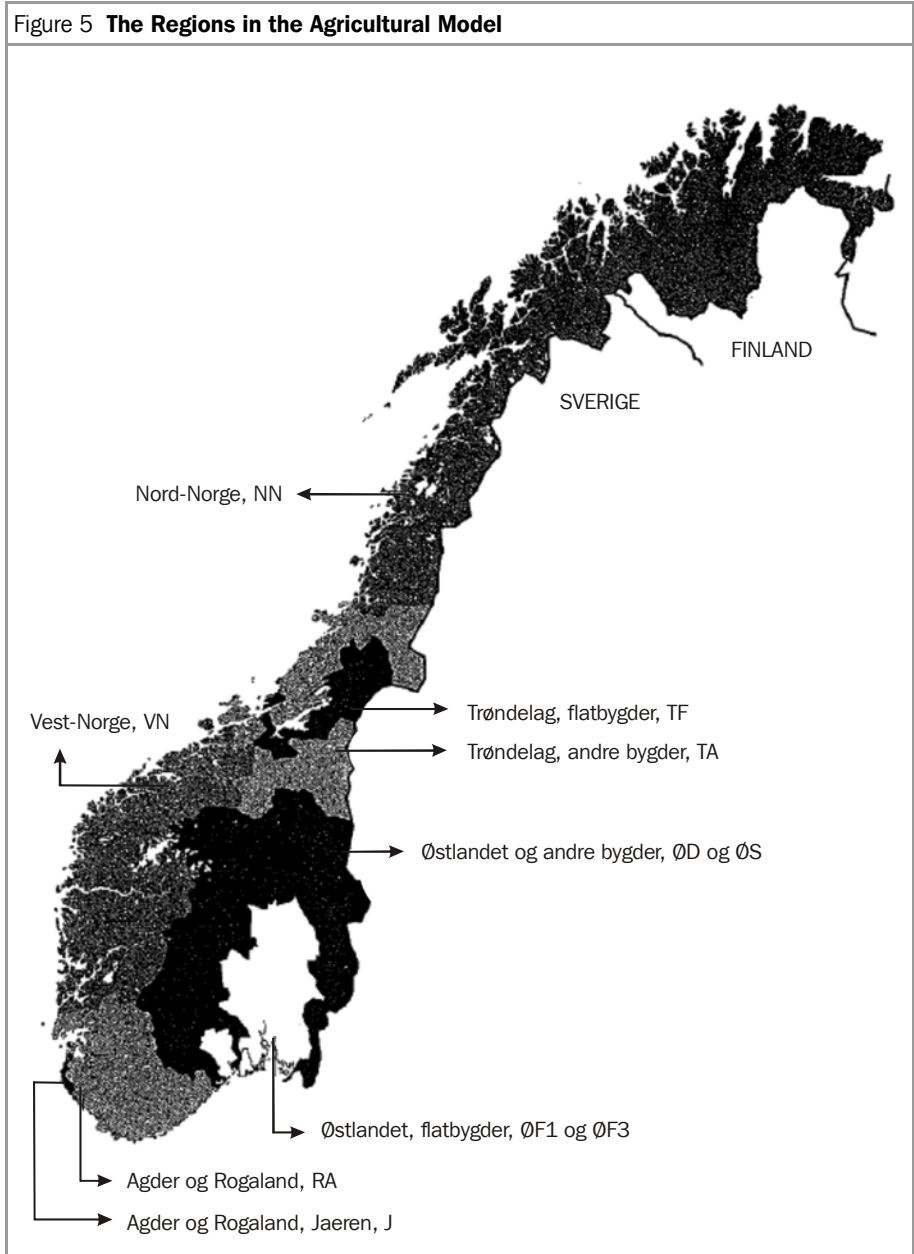 Figure 5 The Regions in the Agricultural Model
FINLAND
SVERIGE
Nord-Norge, NN
Vest-Norge, VN
Trøndelag, flatbygder, TF
Trøndelag, andre bygder, TA
Østlandet og andre bygder, ØD og ØS
Østlandet, flatbygder, ØF1 og ØF3
Agder og Rogaland, RA
Agder og Rogaland, Jaeren, J